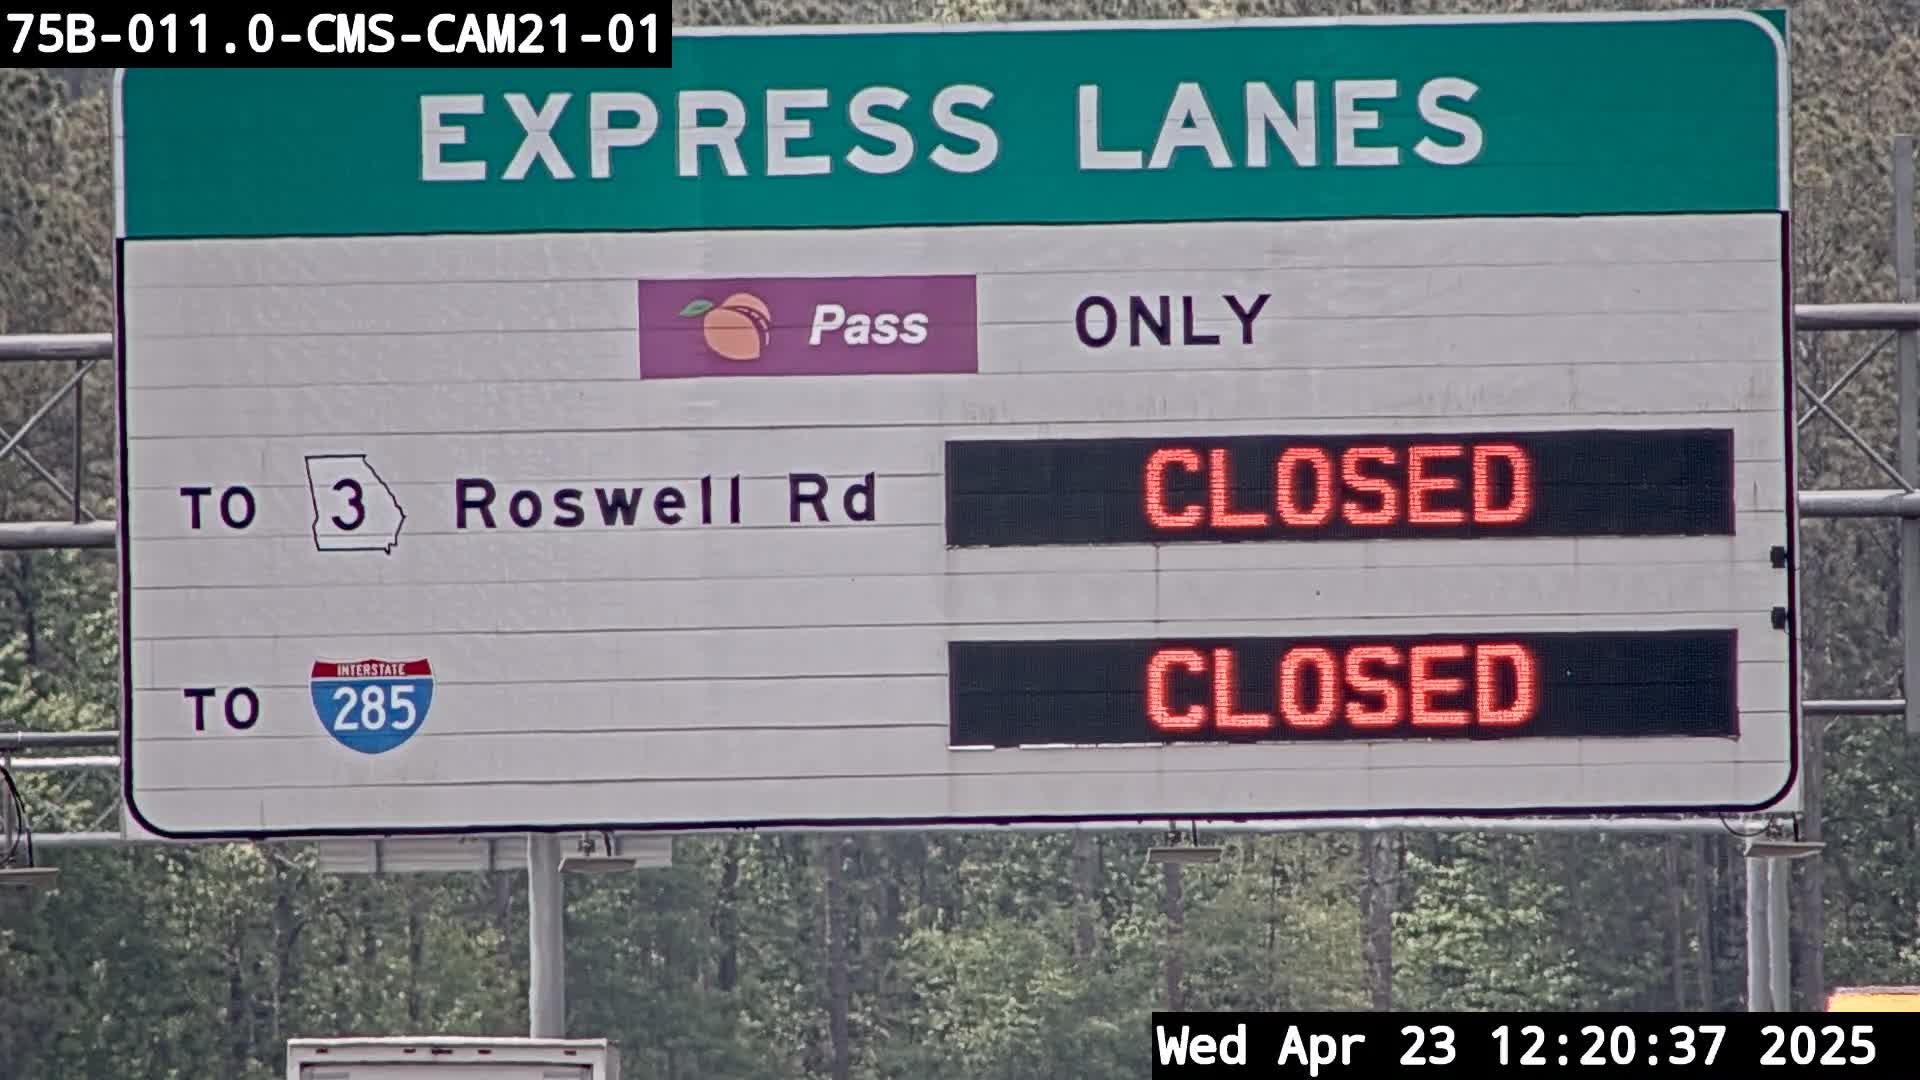 75B-011.0-CMS-CAM21-01
EXPRESS LANES
Pass ONLY
TO 3 Roswell Rd CLOSED
TO INTERSTATE 285 CLOSED
Wed Apr 23 12:20:37 2025